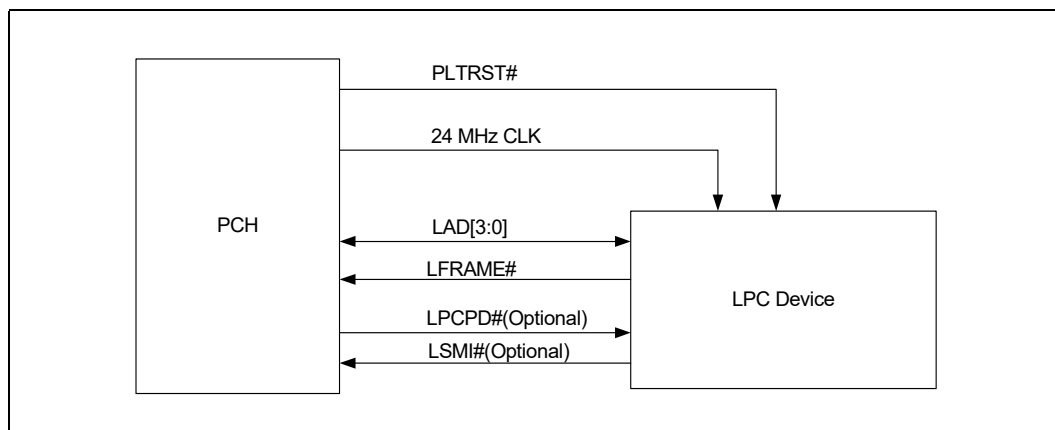 PLTRST#
24 MHz CLK
PCH
LAD[3:0]
LFRAME#
LPC Device
LPCPD#(Optional)
LSMI#(Optional)